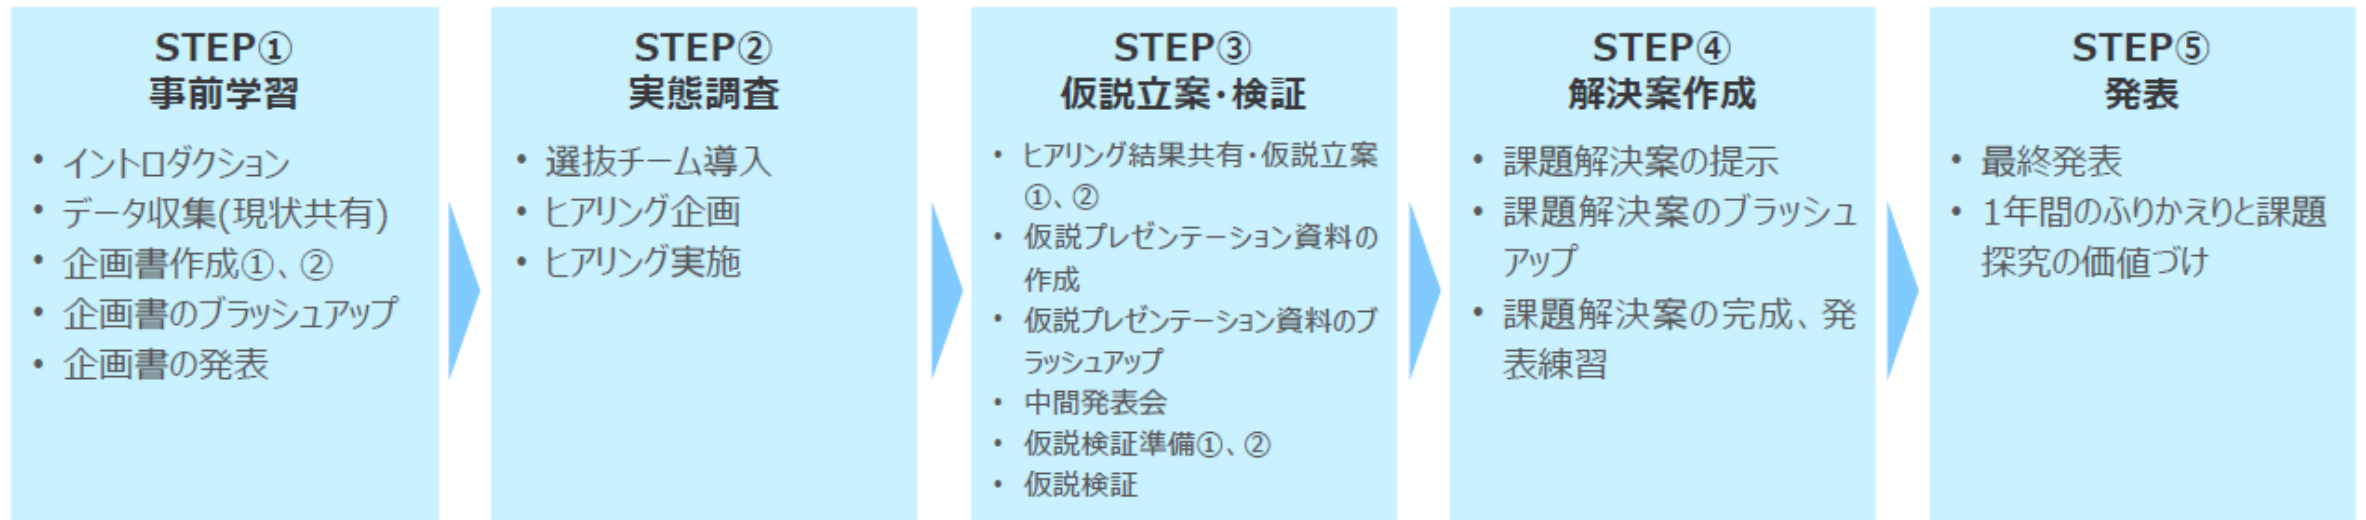 STEP①
事前学習
• イントロダクション
• データ収集(現状共有)
• 企画書作成①、②
• 企画書のブラッシュアップ
• 企画書の発表
STEP②
実態調査
• 選抜チーム導入
• ヒアリング企画
• ヒアリング実施
STEP③
仮説立案・検証
• ヒアリング結果共有・仮説立案
①、②
• 仮説プレゼンテーション資料の
作成
• 仮説プレゼンテーション資料のブ
ラッシュアップ
• 中間発表会
• 仮説検証準備①、②
• 仮説検証
STEP④
解決案作成
• 課題解決案の提示
• 課題解決案のブラッシュ
アップ
• 課題解決案の完成、発
表練習
STEP⑤
発表
• 最終発表
• 1年間のふりかえりと課題
探究の価値づけ